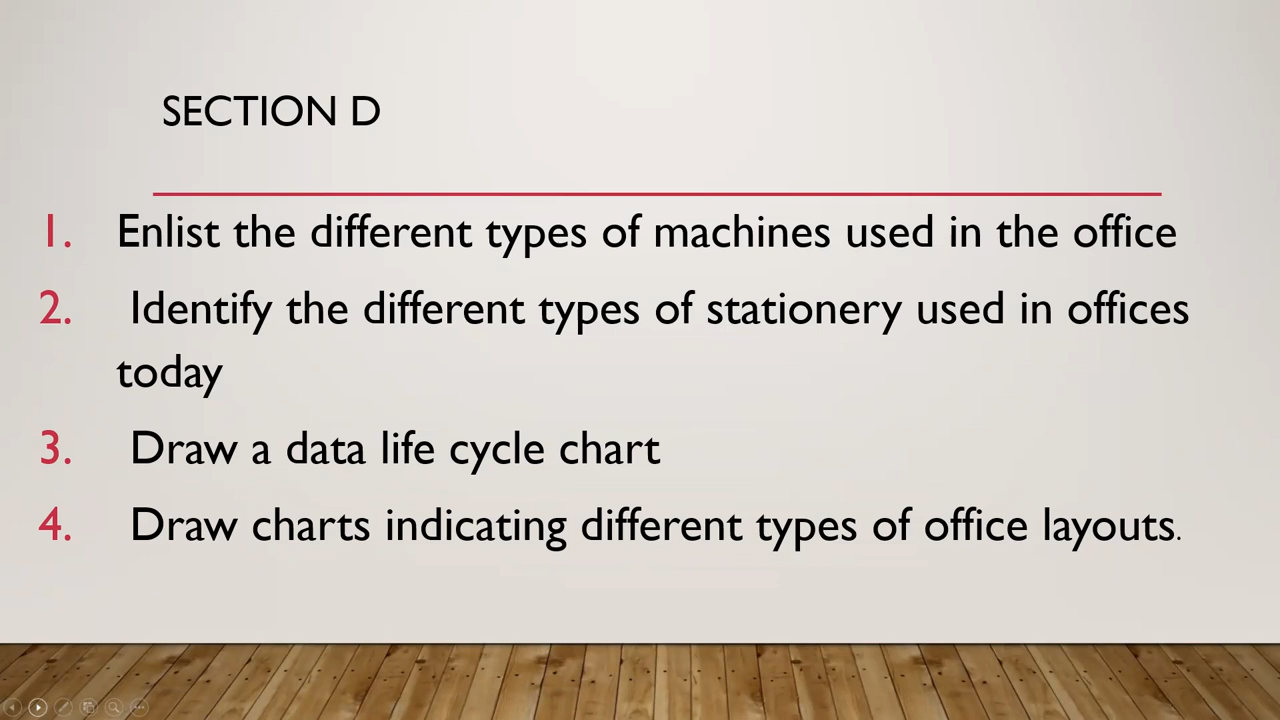 SECTION D
1. Enlist the different types of machines used in the office
2. Identify the different types of stationery used in offices
today
3. Draw a data life cycle chart
4. Draw charts indicating different types of office layouts.